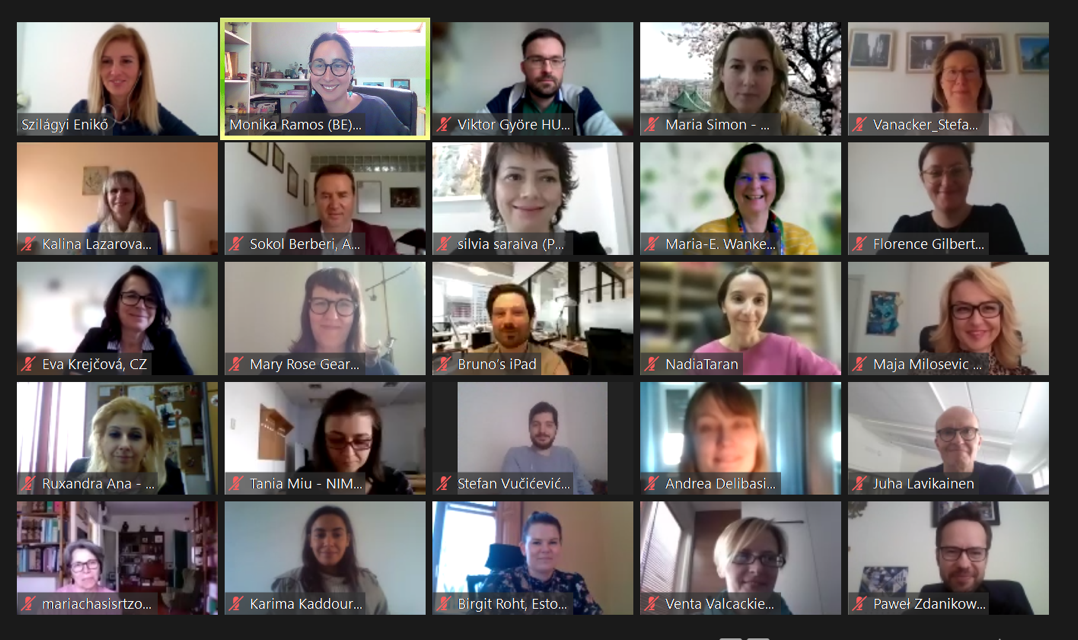 Szilágyi Enikő
Monika Ramos (BE)...
Viktor Györe HU...
Maria Simon - ...
Vanacker_Stefa...
Kalina Lazarova...
Sokol Berberi, A...
silvia saraiva (P...
Maria-E. Wanke...
Florence Gilbert...
Eva Krejčová, CZ
Mary Rose Gear...
Bruno's iPad
NadiaTaran
Maja Milosevic ...
Ruxandra Ana - ...
Tania Miu - NIM...
Stefan Vučićević...
Andrea Delibasi...
Juha Lavikainen
mariachasisrtzo...
Karima Kaddour...
Birgit Roht, Esto...
Venta Valcackie...
Paweł Zdanikow...